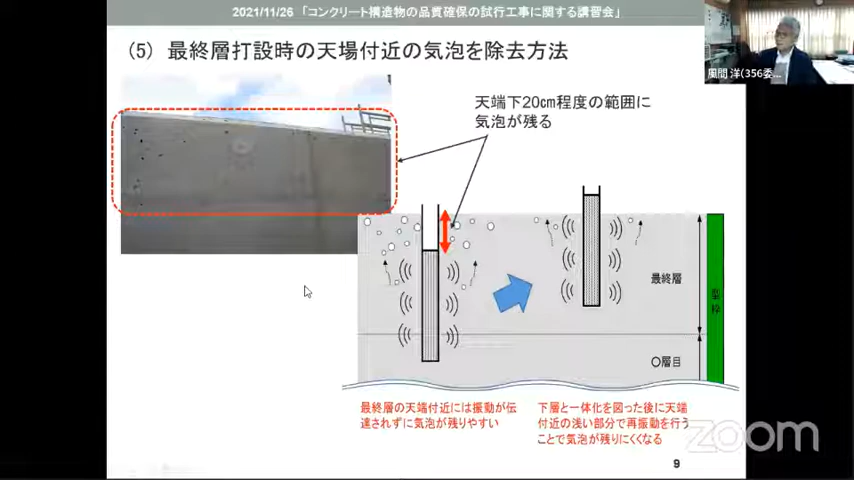 2021/11/26 「コンクリート構造物の品質確保の試行工事に関する講習会」
風間 洋(356委...
(5) 最終層打設時の天場付近の気泡を除去方法
天端下20cm程度の範囲に
気泡が残る
最終層
型枠
〇層目
最終層の天端付近には振動が伝
達されずに気泡が残りやすい
下層と一体化を図った後に天端
付近の浅い部分で再振動を行う
ことで気泡が残りにくくなる
zoom
9